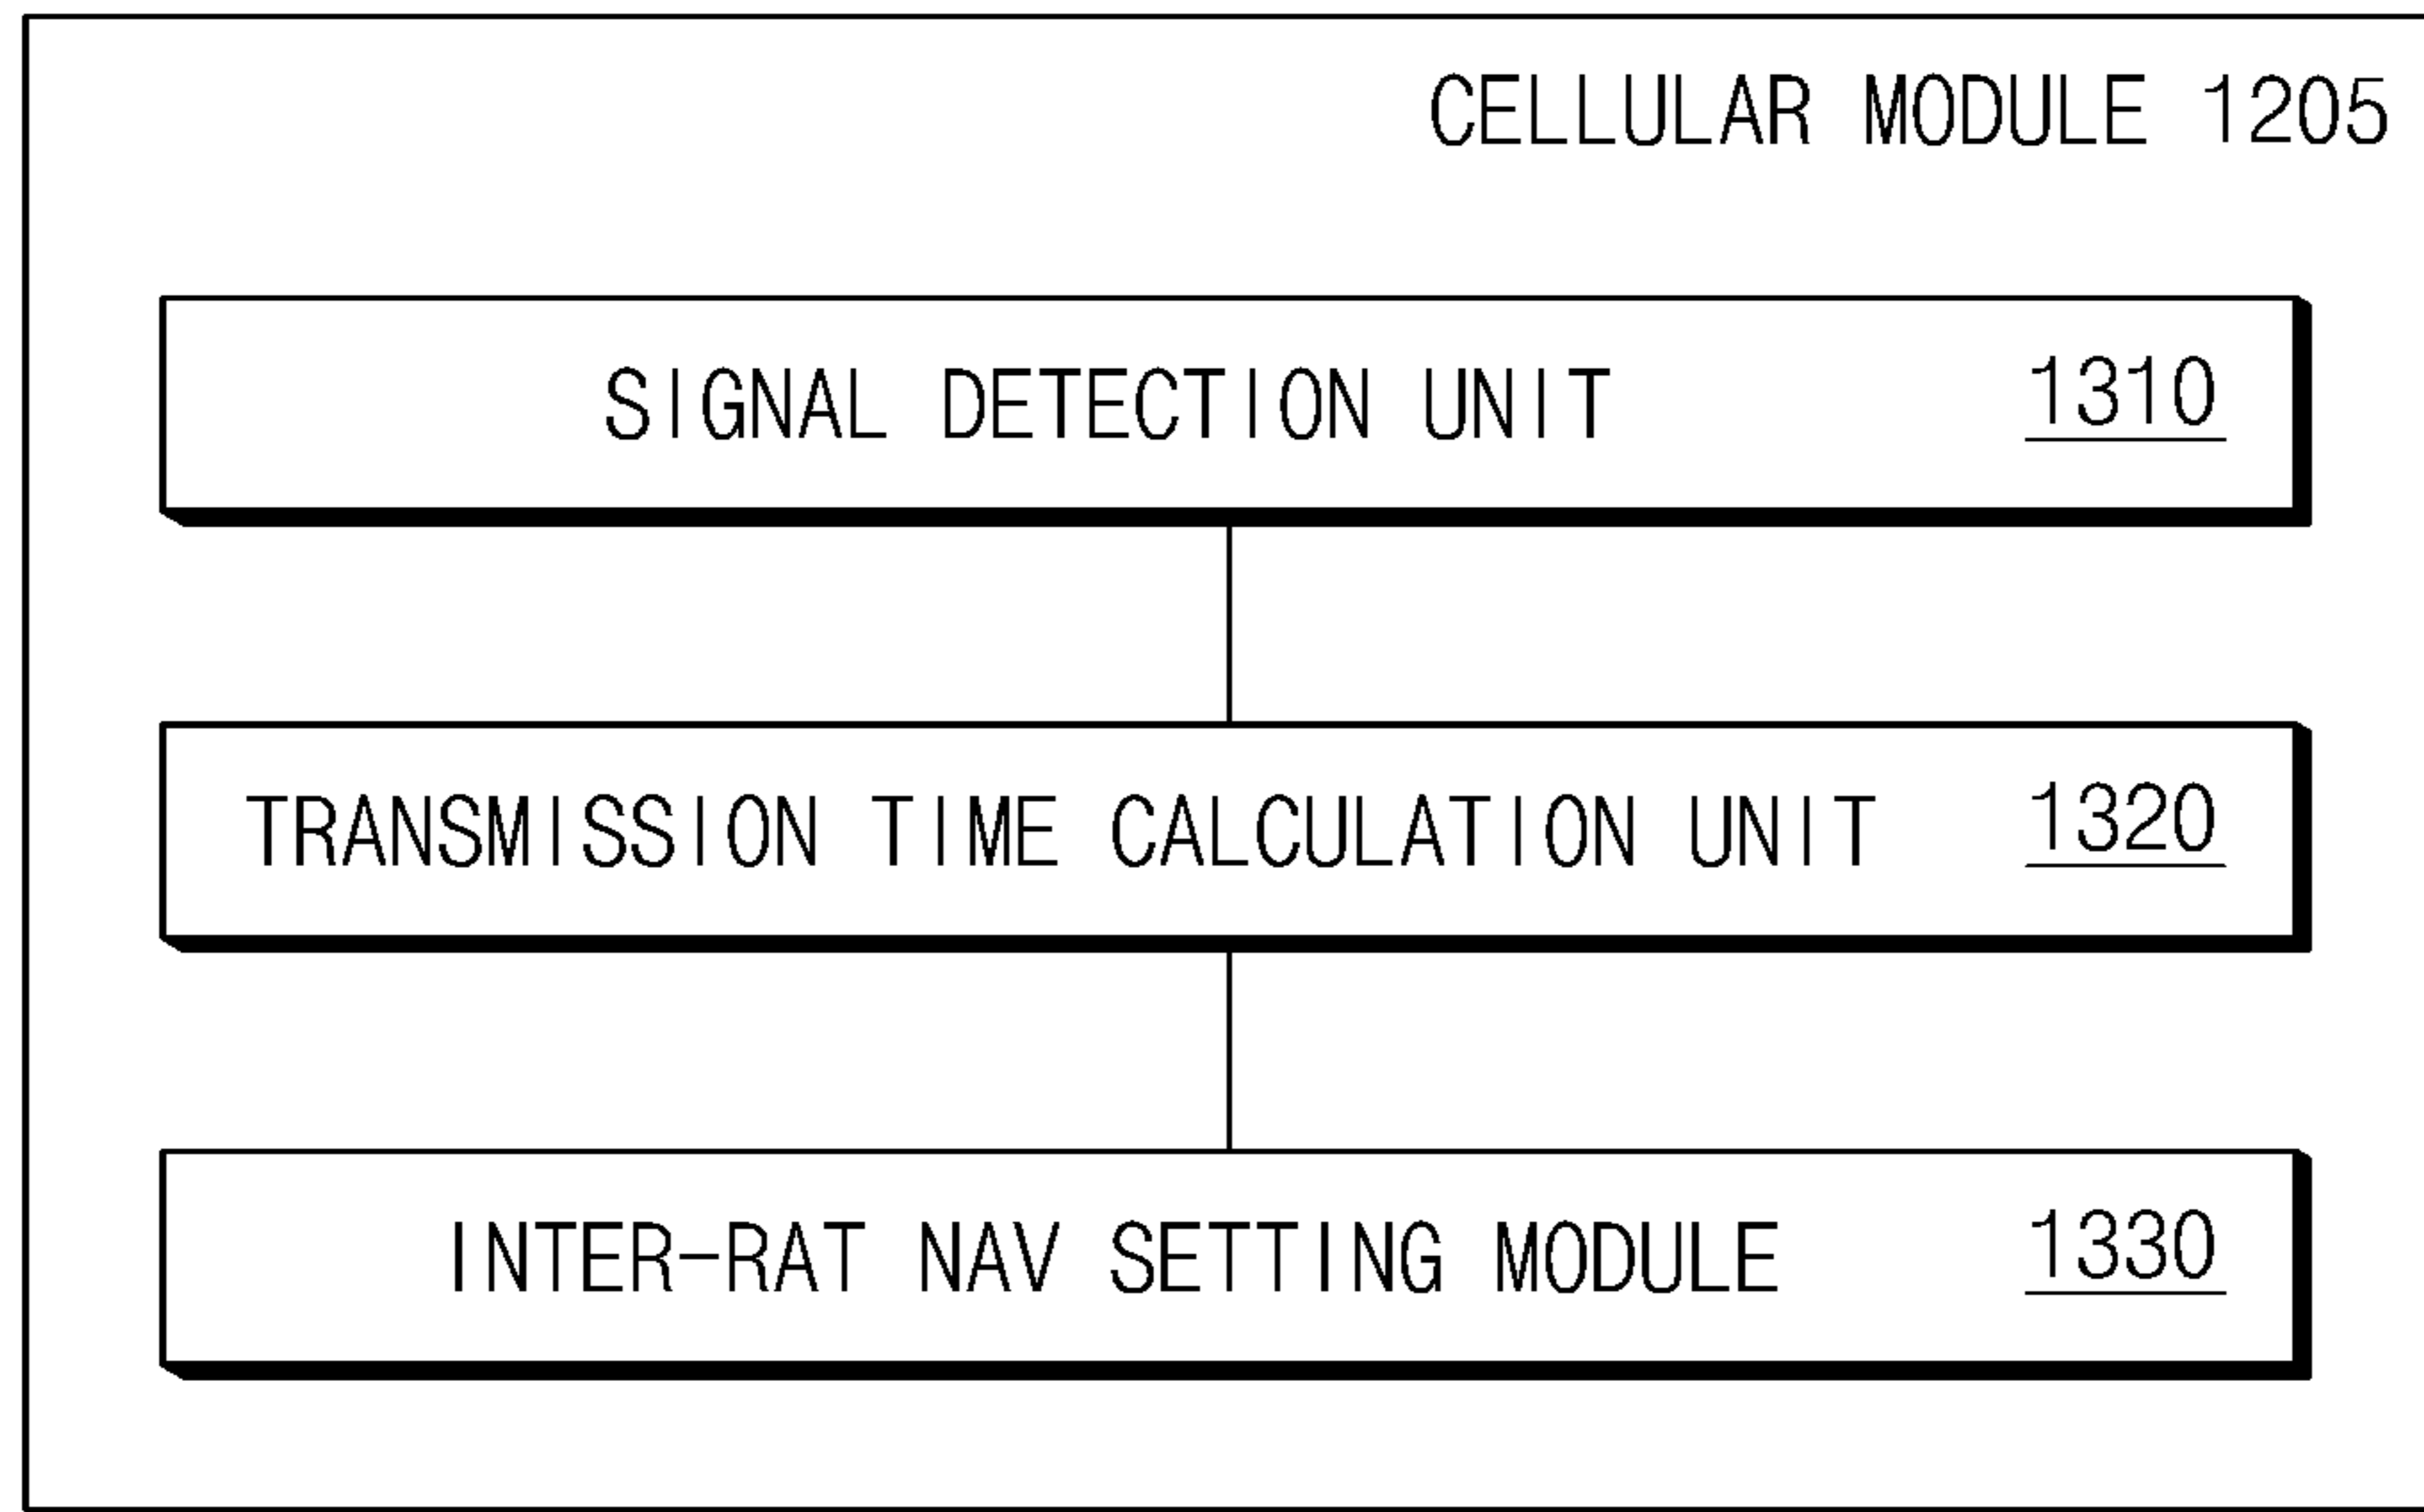 CELLULAR MODULE 1205
SIGNAL DETECTION UNIT 1310
TRANSMISSION TIME CALCULATION UNIT 1320
INTER-RAT NAV SETTING MODULE 1330